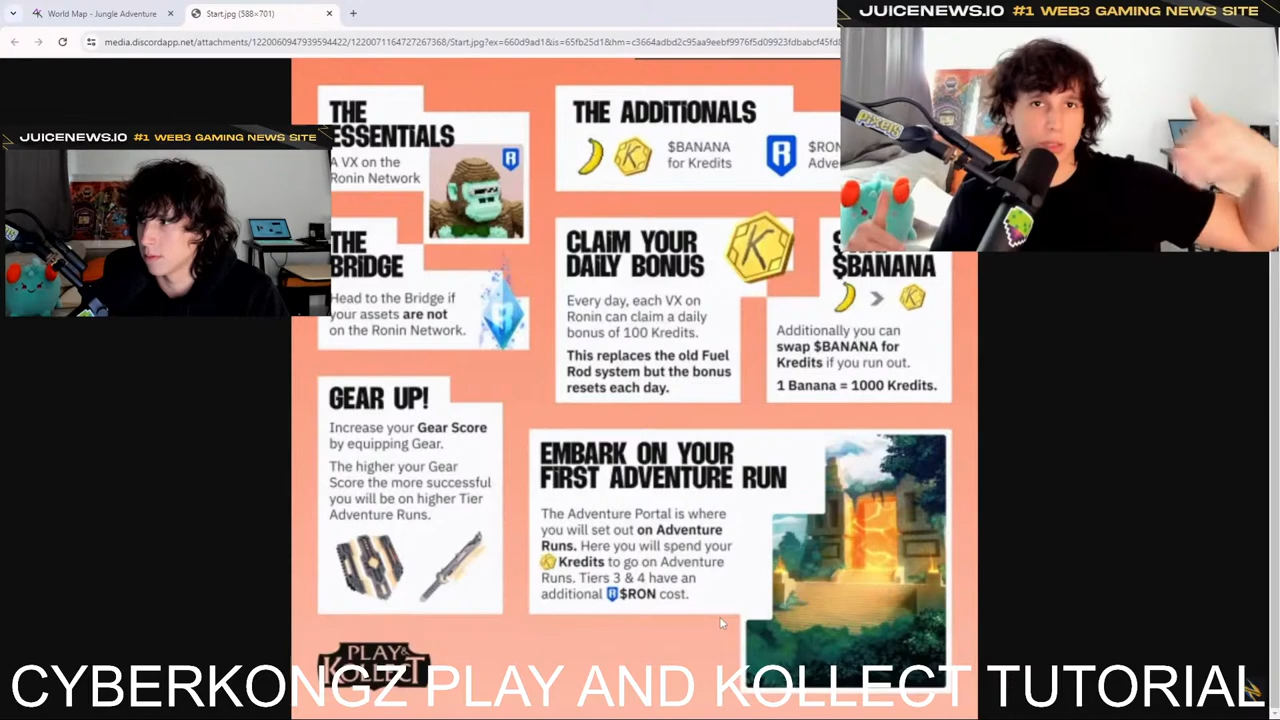 World Map - Jungle Adventure
Start.jpg (588×701)
media.discordapp.net/attachments/1220060947939594422/1220071164727267368/Start.jpg?ex=660d9ad1&is=65fb25d1&hm=c3664adbd2c95aa9eebf9976f5d09923fdbabcf45fd8
JUICENEWS.IO #1 WEB3 GAMING NEWS SITE
JUICENEWS.IO #1 WEB3 GAMING NEWS SITE
PIXELS
THE
ESSENTIALS
A VX on the
Ronin Network
THE ADDITIONALS
$BANANA
for Kredits
$RON
Adve
THE
BRIDGE
Head to the Bridge if
your assets are not
on the Ronin Network.
CLAIM YOUR
DAILY BONUS
Every day, each VX on
Ronin can claim a daily
bonus of 100 Kredits.
This replaces the old Fuel
Rod system but the bonus
resets each day.
$BANANA
Additionally you can
swap $BANANA for
Kredits if you run out.
1 Banana = 1000 Kredits.
GEAR UP!
Increase your Gear Score
by equipping Gear.
The higher your Gear
Score the more successful
you will be on higher Tier
Adventure Runs.
EMBARK ON YOUR
FIRST ADVENTURE RUN
The Adventure Portal is where
you will set out on Adventure
Runs. Here you will spend your
Kredits to go on Adventure
Runs. Tiers 3 & 4 have an
additional $RON cost.
PLAY &
KOLLECT
CYBERKONGZ PLAY AND KOLLECT TUTORIAL